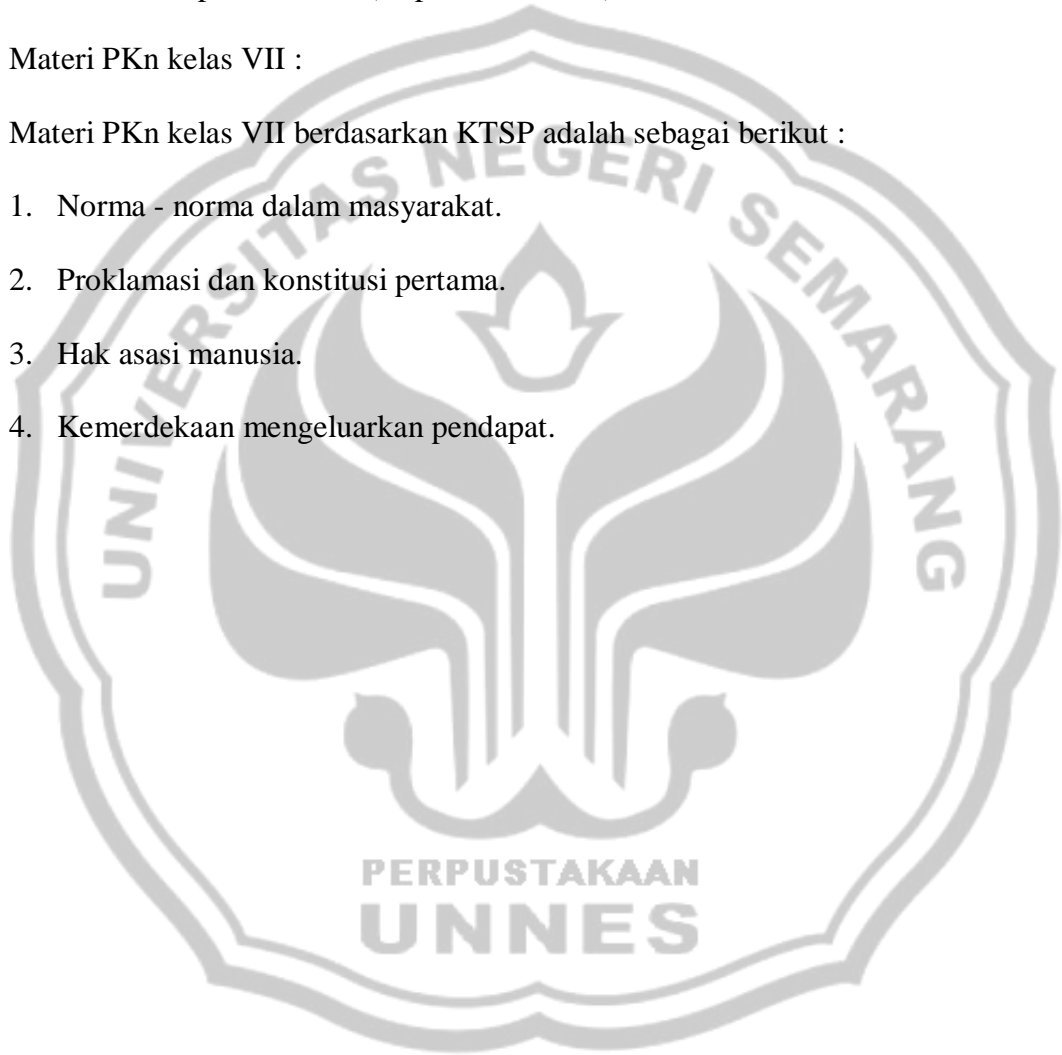 Materi PKn kelas VII :
Materi PKn kelas VII berdasarkan KTSP adalah sebagai berikut :
1. Norma - norma dalam masyarakat.
2. Proklamasi dan konstitusi pertama.
3. Hak asasi manusia.
4. Kemerdekaan mengeluarkan pendapat.
UNIVERSITAS NEGERI SEMARANG
PERPUSTAKAAN
UNNES